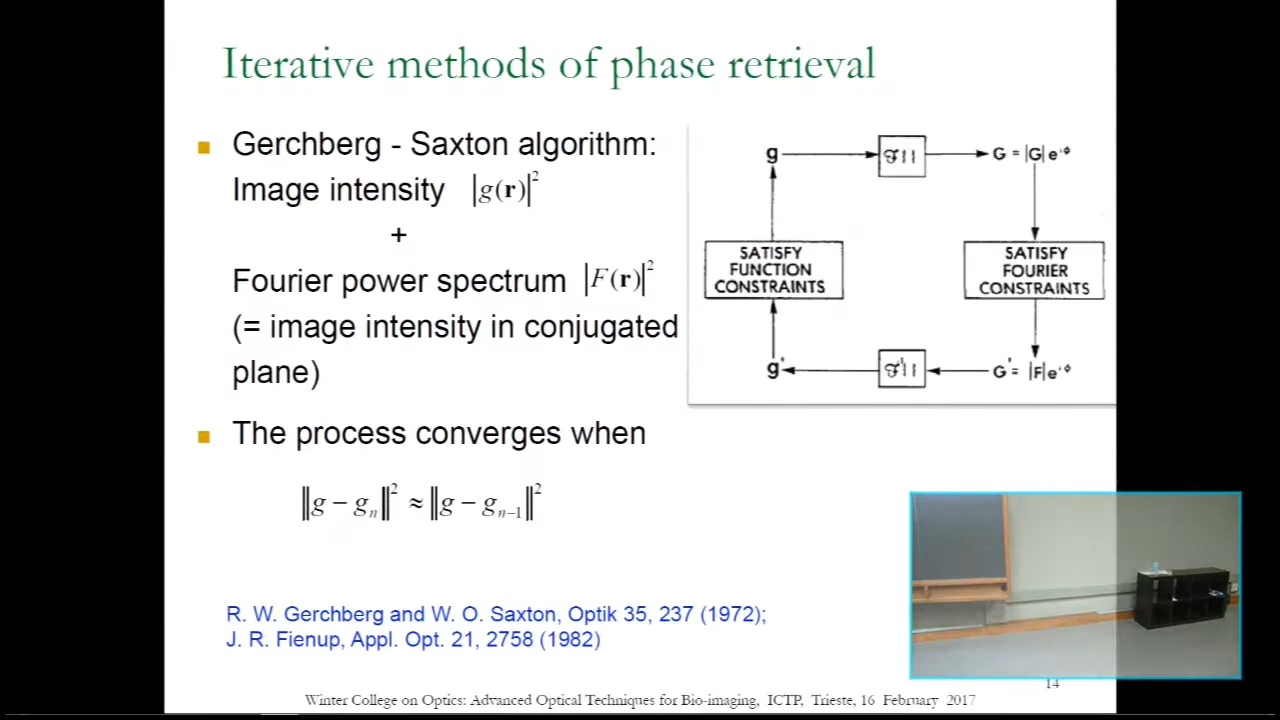 Iterative methods of phase retrieval
■ Gerchberg - Saxton algorithm:
Image intensity |g(r)|²
+
Fourier power spectrum |F(r)|²
(= image intensity in conjugated
plane)
■ The process converges when
‖g − gₙ‖² ≈ ‖g − gₙ₋₁‖²
g
ℱ{ }
G = |G|e^{iφ}
SATISFY
FUNCTION
CONSTRAINTS
SATISFY
FOURIER
CONSTRAINTS
g'
ℱ⁻¹{ }
G' = |F|e^{iφ}
R. W. Gerchberg and W. O. Saxton, Optik 35, 237 (1972);
J. R. Fienup, Appl. Opt. 21, 2758 (1982)
14
Winter College on Optics: Advanced Optical Techniques for Bio-imaging, ICTP, Trieste, 16 February 2017